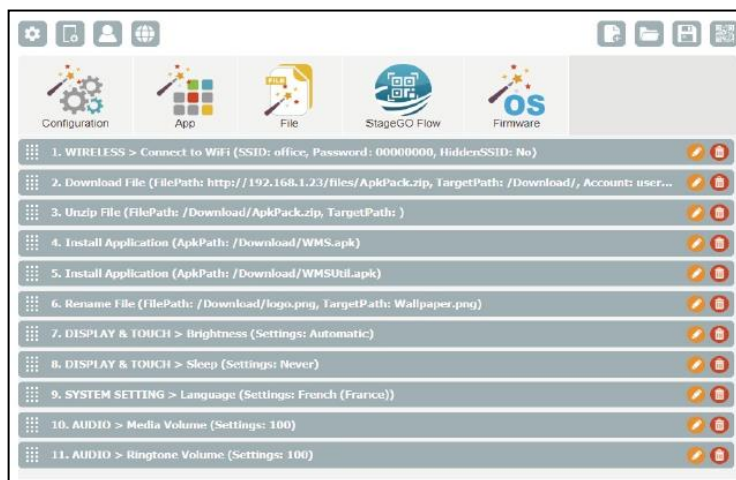 Configuration
App
FILE
File
StageGO Flow
OS
Firmware
1. WIRELESS > Connect to WiFi (SSID: office, Password: 00000000, HiddenSSID: No)
2. Download File (FilePath: http://192.168.1.23/files/ApkPack.zip, TargetPath: /Download/, Account: user...
3. Unzip File (FilePath: /Download/ApkPack.zip, TargetPath: )
4. Install Application (ApkPath: /Download/WMS.apk)
5. Install Application (ApkPath: /Download/WMSUtil.apk)
6. Rename File (FilePath: /Download/logo.png, TargetPath: Wallpaper.png)
7. DISPLAY & TOUCH > Brightness (Settings: Automatic)
8. DISPLAY & TOUCH > Sleep (Settings: Never)
9. SYSTEM SETTING > Language (Settings: French (France))
10. AUDIO > Media Volume (Settings: 100)
11. AUDIO > Ringtone Volume (Settings: 100)